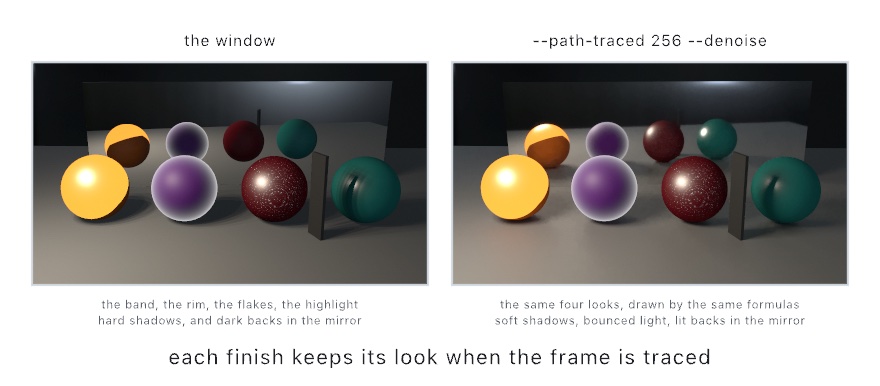 the window
--path-traced 256 --denoise
the band, the rim, the flakes, the highlight
hard shadows, and dark backs in the mirror
the same four looks, drawn by the same formulas
soft shadows, bounced light, lit backs in the mirror
each finish keeps its look when the frame is traced